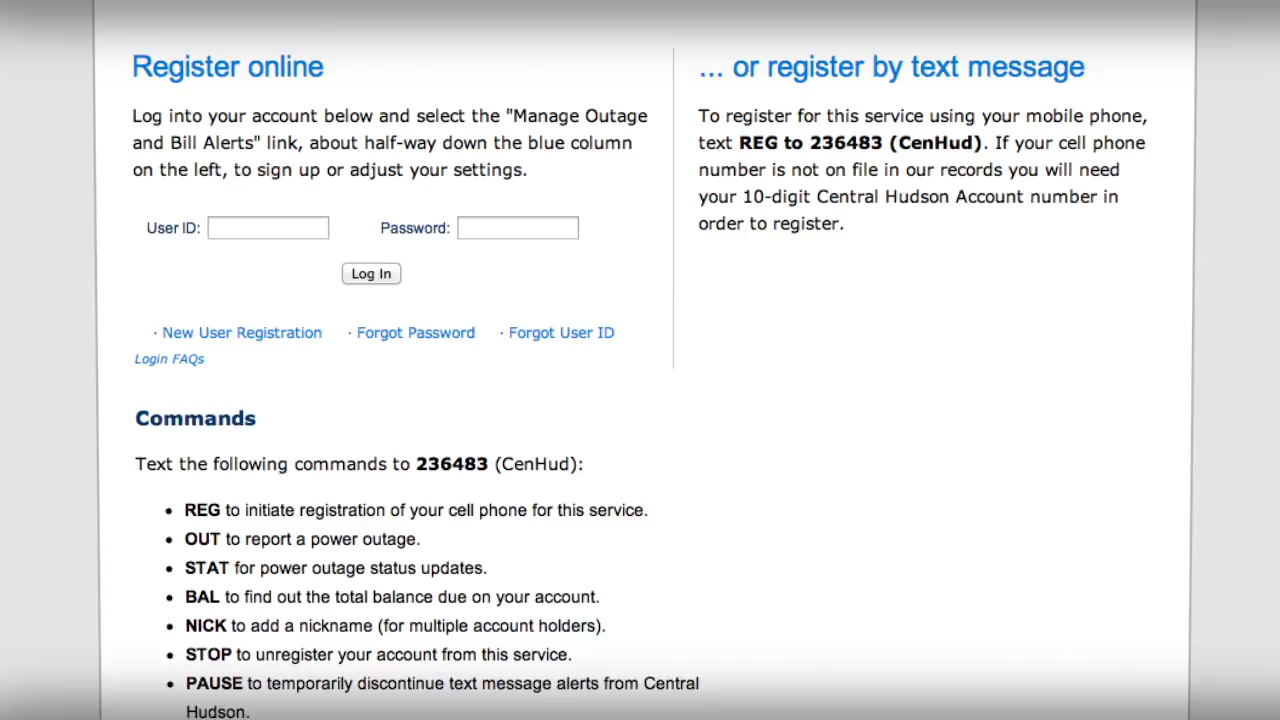 Register online
Log into your account below and select the "Manage Outage
and Bill Alerts" link, about half-way down the blue column
on the left, to sign up or adjust your settings.
User ID:
Password:
Log In
· New User Registration
· Forgot Password
· Forgot User ID
Login FAQs
... or register by text message
To register for this service using your mobile phone,
text REG to 236483 (CenHud). If your cell phone
number is not on file in our records you will need
your 10-digit Central Hudson Account number in
order to register.
Commands
Text the following commands to 236483 (CenHud):
• REG to initiate registration of your cell phone for this service.
• OUT to report a power outage.
• STAT for power outage status updates.
• BAL to find out the total balance due on your account.
• NICK to add a nickname (for multiple account holders).
• STOP to unregister your account from this service.
• PAUSE to temporarily discontinue text message alerts from Central
Hudson.